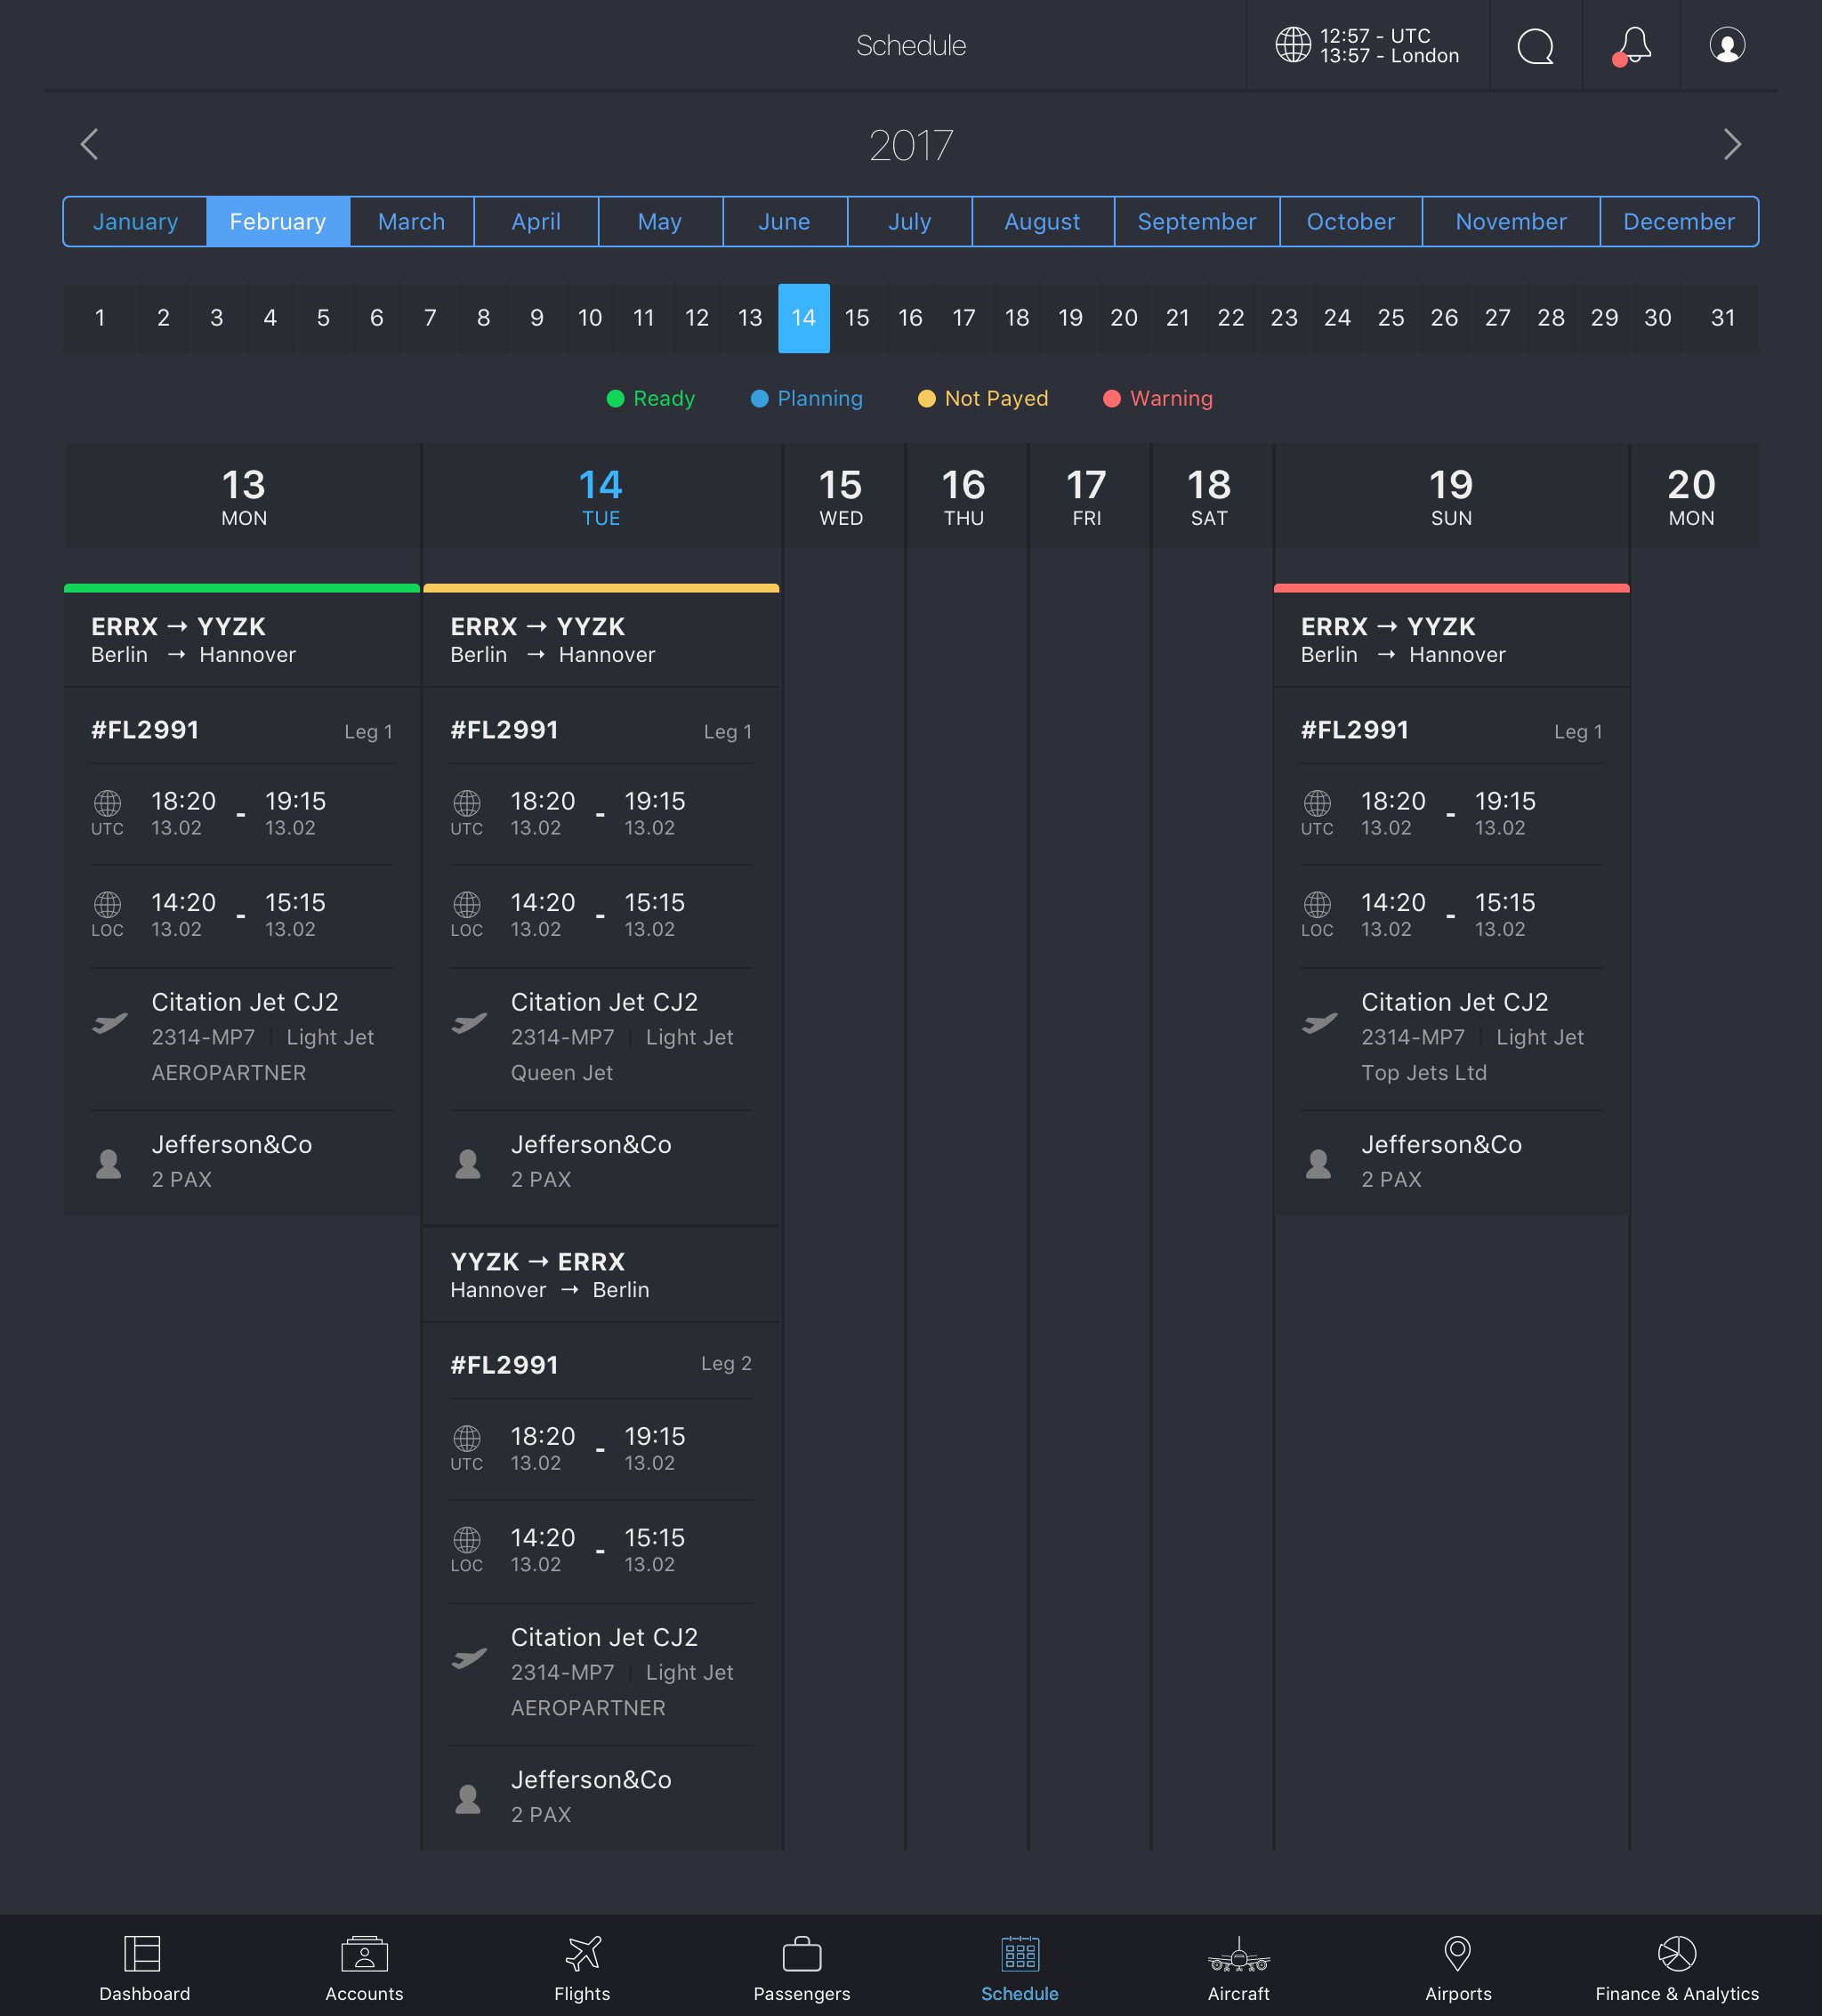 Schedule
12:57 - UTC
13:57 - London
2017
January February March April May June July August September October November December
1 2 3 4 5 6 7 8 9 10 11 12 13 14 15 16 17 18 19 20 21 22 23 24 25 26 27 28 29 30 31
Ready Planning Not Payed Warning
13
MON
14
TUE
15
WED
16
THU
17
FRI
18
SAT
19
SUN
20
MON
ERRX → YYZK
Berlin → Hannover
#FL2991 Leg 1
18:20 - 19:15
UTC 13.02 13.02
14:20 - 15:15
LOC 13.02 13.02
Citation Jet CJ2
2314-MP7 | Light Jet
AEROPARTNER
Jefferson&Co
2 PAX
ERRX → YYZK
Berlin → Hannover
#FL2991 Leg 1
18:20 - 19:15
UTC 13.02 13.02
14:20 - 15:15
LOC 13.02 13.02
Citation Jet CJ2
2314-MP7 | Light Jet
Queen Jet
Jefferson&Co
2 PAX
YYZK → ERRX
Hannover → Berlin
#FL2991 Leg 2
18:20 - 19:15
UTC 13.02 13.02
14:20 - 15:15
LOC 13.02 13.02
Citation Jet CJ2
2314-MP7 | Light Jet
AEROPARTNER
Jefferson&Co
2 PAX
ERRX → YYZK
Berlin → Hannover
#FL2991 Leg 1
18:20 - 19:15
UTC 13.02 13.02
14:20 - 15:15
LOC 13.02 13.02
Citation Jet CJ2
2314-MP7 | Light Jet
Top Jets Ltd
Jefferson&Co
2 PAX
Dashboard Accounts Flights Passengers Schedule Aircraft Airports Finance & Analytics